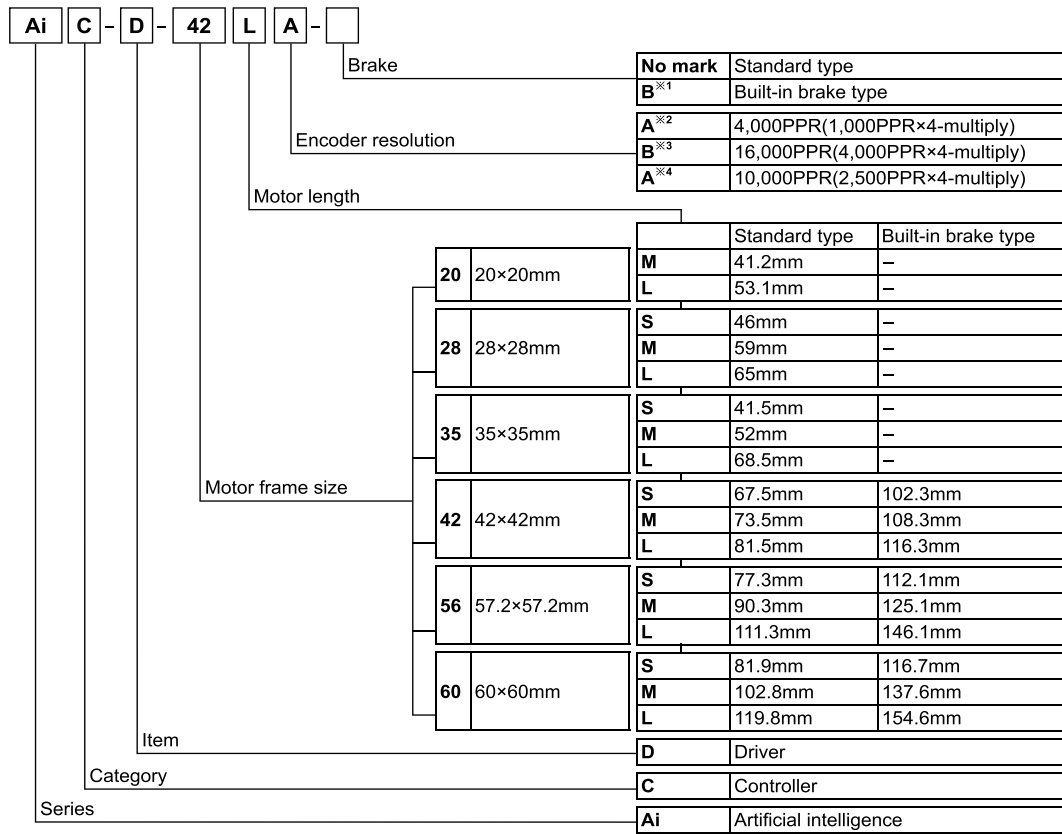 Ai C - D - 42 L A -
Brake
No mark Standard type
B※1 Built-in brake type
Encoder resolution
A※2 4,000PPR(1,000PPR×4-multiply)
B※3 16,000PPR(4,000PPR×4-multiply)
A※4 10,000PPR(2,500PPR×4-multiply)
Motor length
Standard type Built-in brake type
20 20×20mm
M 41.2mm –
L 53.1mm –
28 28×28mm
S 46mm –
M 59mm –
L 65mm –
35 35×35mm
S 41.5mm –
M 52mm –
L 68.5mm –
Motor frame size
42 42×42mm
S 67.5mm 102.3mm
M 73.5mm 108.3mm
L 81.5mm 116.3mm
56 57.2×57.2mm
S 77.3mm 112.1mm
M 90.3mm 125.1mm
L 111.3mm 146.1mm
60 60×60mm
S 81.9mm 116.7mm
M 102.8mm 137.6mm
L 119.8mm 154.6mm
Item
D Driver
Category
C Controller
Series
Ai Artificial intelligence